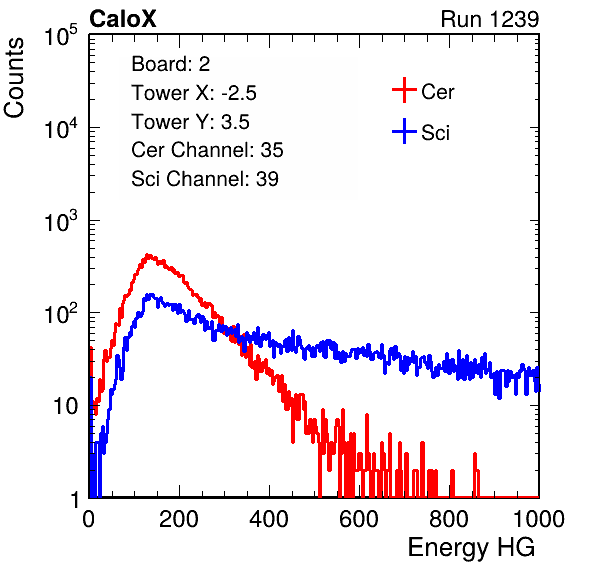 CaloX Run 1239
Counts
Board: 2
Tower X: -2.5
Tower Y: 3.5
Cer Channel: 35
Sci Channel: 39
Cer
Sci
10^5
10^4
10^3
10^2
10
1
0 200 400 600 800 1000
Energy HG